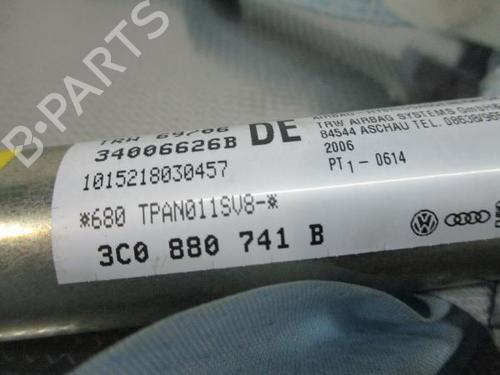 34006626B DE
1015218030457
*680 TPAN011SV8-*
3C0 880 741 B
TRW AIRBAG SYSTEMS GmbH
84544 ASCHAU TEL.
2006
PT1 - 0614
B PARTS